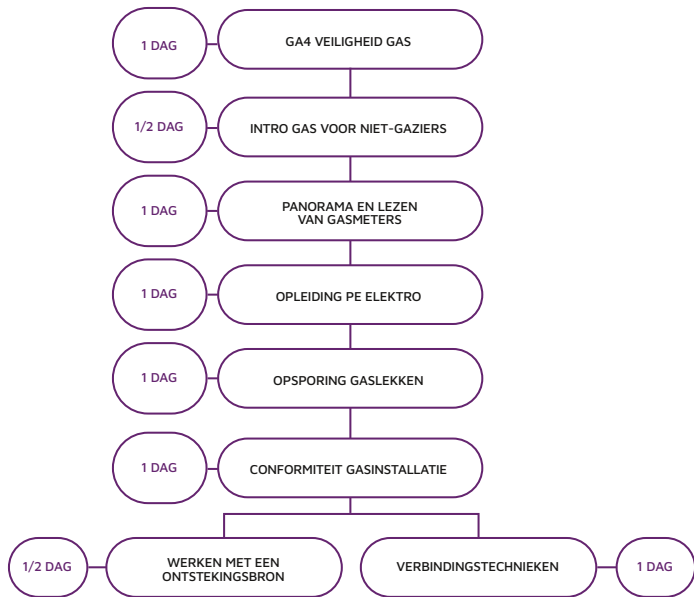 1 DAG
GA4 VEILIGHEID GAS
1/2 DAG
INTRO GAS VOOR NIET-GAZIERS
1 DAG
PANORAMA EN LEZEN
VAN GASMETERS
1 DAG
OPLEIDING PE ELEKTRO
1 DAG
OPSPORING GASLEKKEN
1 DAG
CONFORMITEIT GASINSTALLATIE
1/2 DAG
WERKEN MET EEN
ONTSTEKINGSBRON
VERBINDINGSTECHNIEKEN
1 DAG